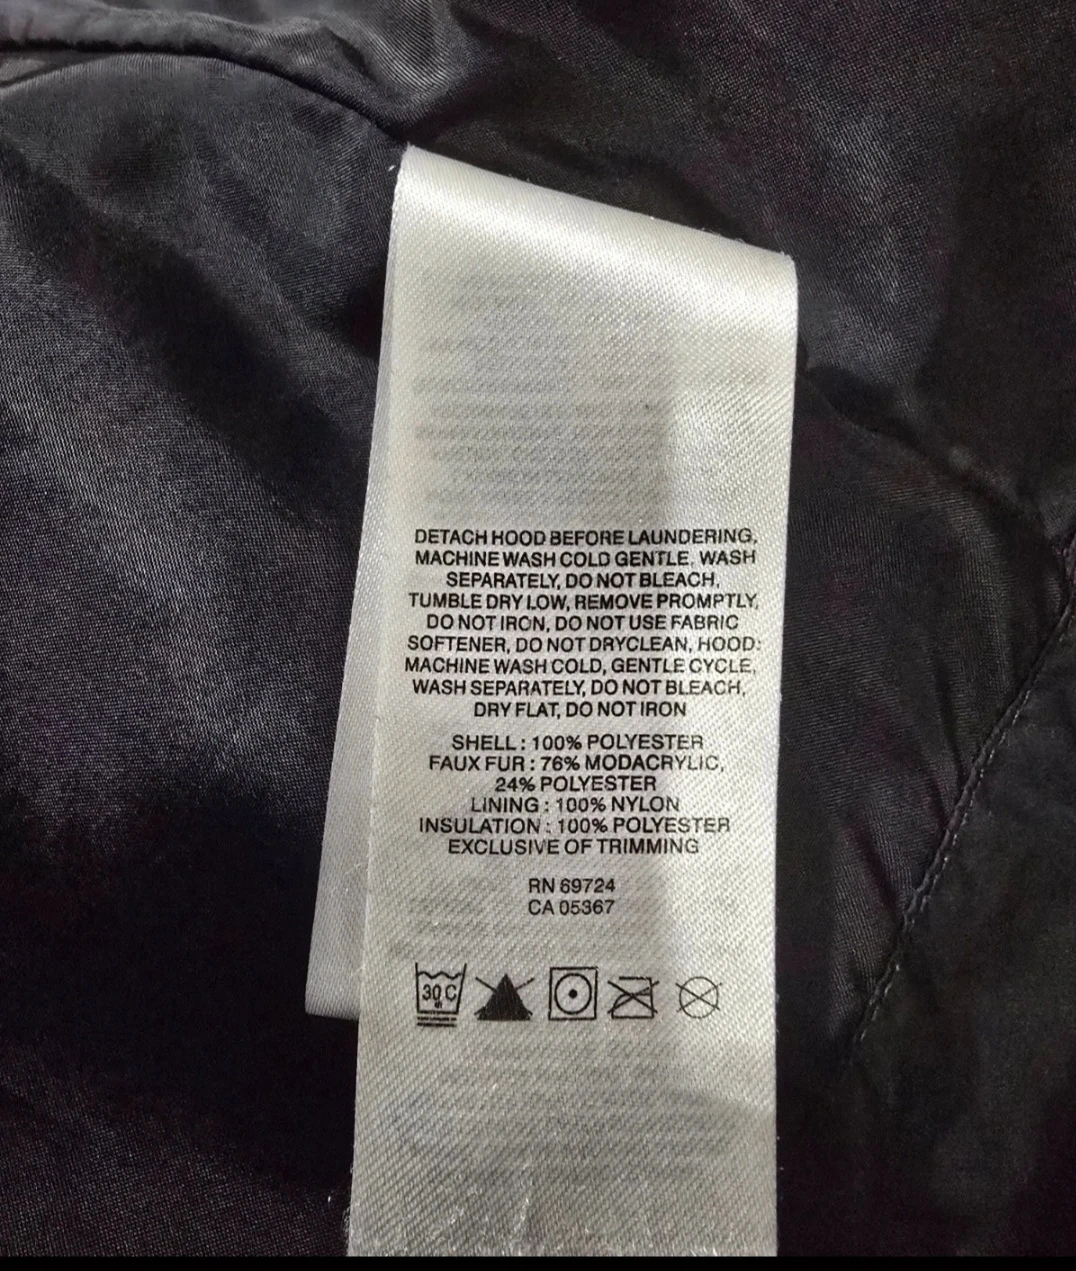 DETACH HOOD BEFORE LAUNDERING,
MACHINE WASH COLD GENTLE, WASH
SEPARATELY, DO NOT BLEACH,
TUMBLE DRY LOW, REMOVE PROMPTLY,
DO NOT IRON, DO NOT USE FABRIC
SOFTENER, DO NOT DRYCLEAN, HOOD:
MACHINE WASH COLD, GENTLE CYCLE,
WASH SEPARATELY, DO NOT BLEACH,
DRY FLAT, DO NOT IRON
SHELL : 100% POLYESTER
FAUX FUR : 76% MODACRYLIC,
24% POLYESTER
LINING : 100% NYLON
INSULATION : 100% POLYESTER
EXCLUSIVE OF TRIMMING
RN 69724
CA 05367
30 C